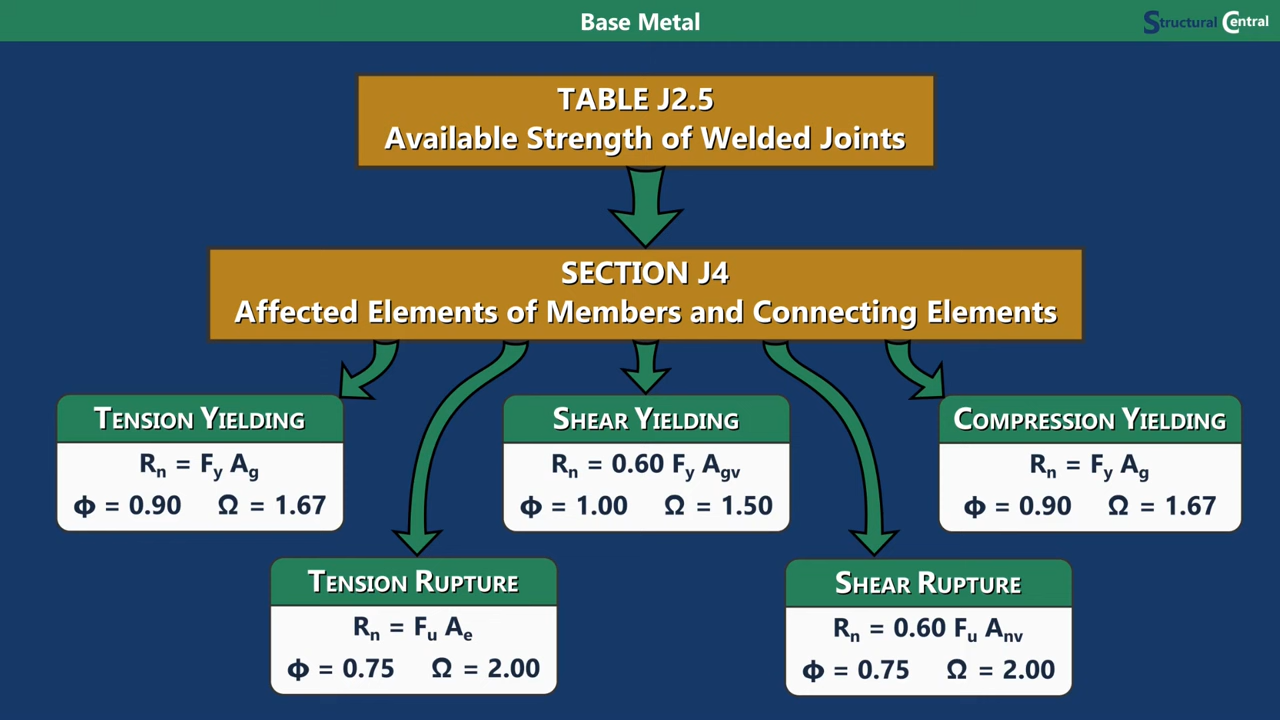 Base Metal
Structural Central
TABLE J2.5
Available Strength of Welded Joints
SECTION J4
Affected Elements of Members and Connecting Elements
TENSION YIELDING
Rn = Fy Ag
Φ = 0.90 Ω = 1.67
SHEAR YIELDING
Rn = 0.60 Fy Agv
Φ = 1.00 Ω = 1.50
COMPRESSION YIELDING
Rn = Fy Ag
Φ = 0.90 Ω = 1.67
TENSION RUPTURE
Rn = Fu Ae
Φ = 0.75 Ω = 2.00
SHEAR RUPTURE
Rn = 0.60 Fu Anv
Φ = 0.75 Ω = 2.00